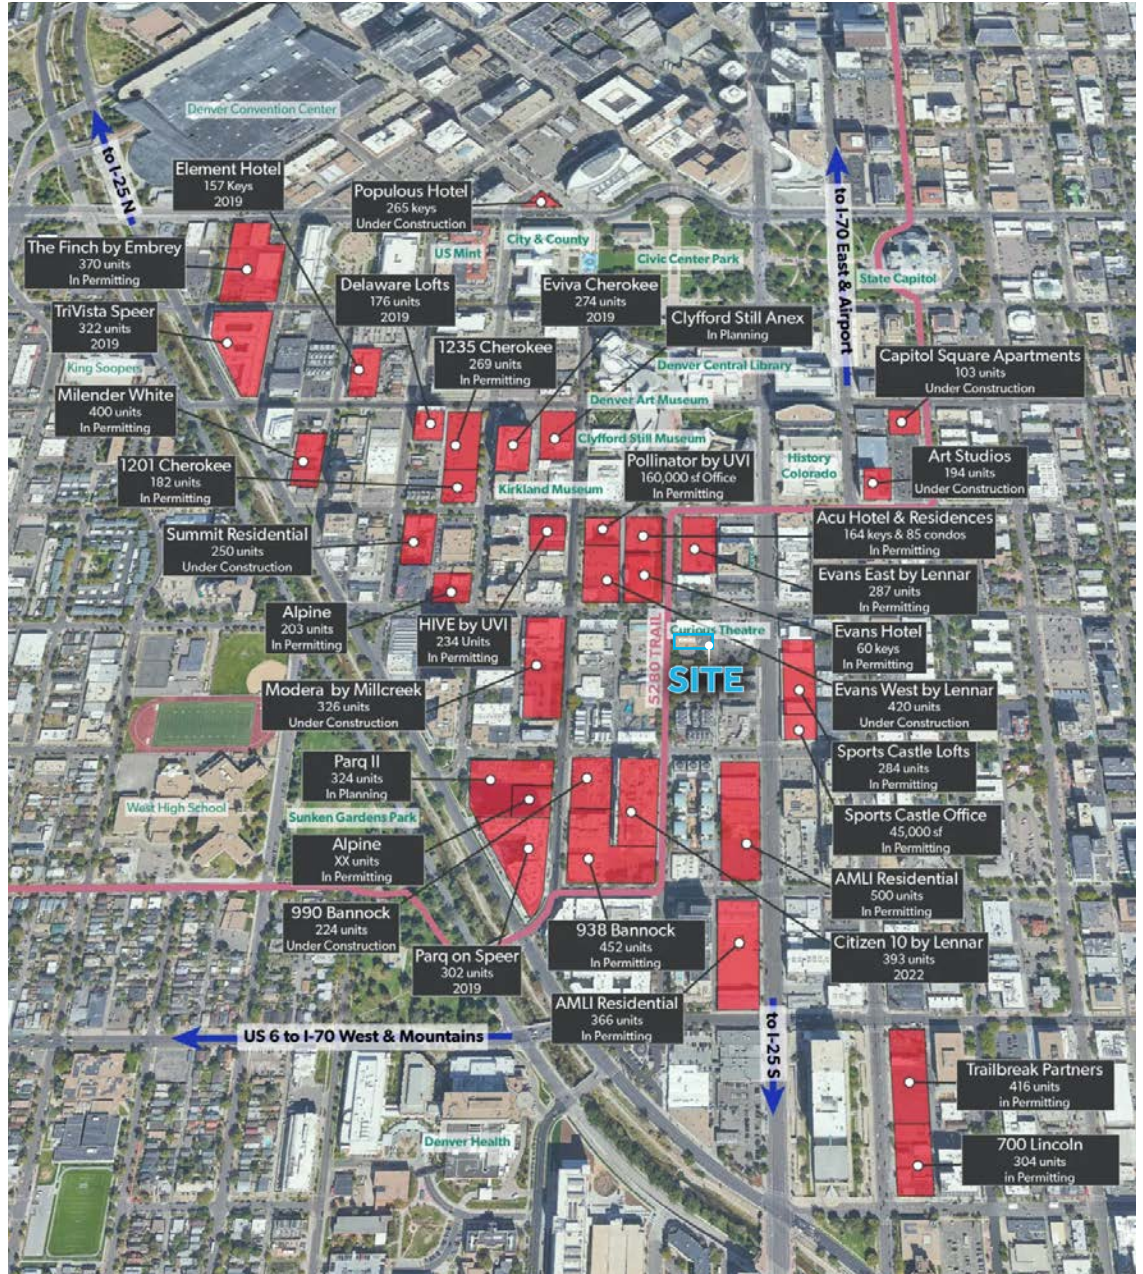 Denver Convention Center
to I-25 N
Element Hotel
157 Keys
2019
Populous Hotel
265 keys
Under Construction
City & County
US Mint
Civic Center Park
to I-70 East & Airport
State Capitol
The Finch by Embrey
370 units
In Permitting
Delaware Lofts
176 units
2019
Eviva Cherokee
274 units
2019
Clyfford Still Anex
In Planning
TriVista Speer
322 units
2019
King Soopers
1235 Cherokee
269 units
In Permitting
Denver Central Library
Capitol Square Apartments
103 units
Under Construction
Milender White
400 units
In Permitting
Denver Art Museum
Clyfford Still Museum
1201 Cherokee
182 units
In Permitting
Kirkland Museum
Pollinator by UVI
160,000 sf Office
In Permitting
History
Colorado
Art Studios
194 units
Under Construction
Summit Residential
250 units
Under Construction
Acu Hotel & Residences
164 keys & 85 condos
In Permitting
Evans East by Lennar
287 units
In Permitting
Alpine
203 units
In Permitting
HIVE by UVI
234 Units
In Permitting
5280 TRAIL
Curious Theatre
SITE
Evans Hotel
60 keys
In Permitting
Modera by Millcreek
326 units
Under Construction
Evans West by Lennar
420 units
Under Construction
Parq II
324 units
In Planning
Sports Castle Lofts
284 units
In Permitting
West High School
Sunken Gardens Park
Sports Castle Office
45,000 sf
In Permitting
Alpine
XX units
In Permitting
AMLI Residential
500 units
In Permitting
990 Bannock
224 units
Under Construction
938 Bannock
452 units
In Permitting
Citizen 10 by Lennar
393 units
2022
Parq on Speer
302 units
2019
AMLI Residential
366 units
In Permitting
US 6 to I-70 West & Mountains
to I-25 S
Trailbreak Partners
416 units
in Permitting
Denver Health
700 Lincoln
304 units
in Permitting